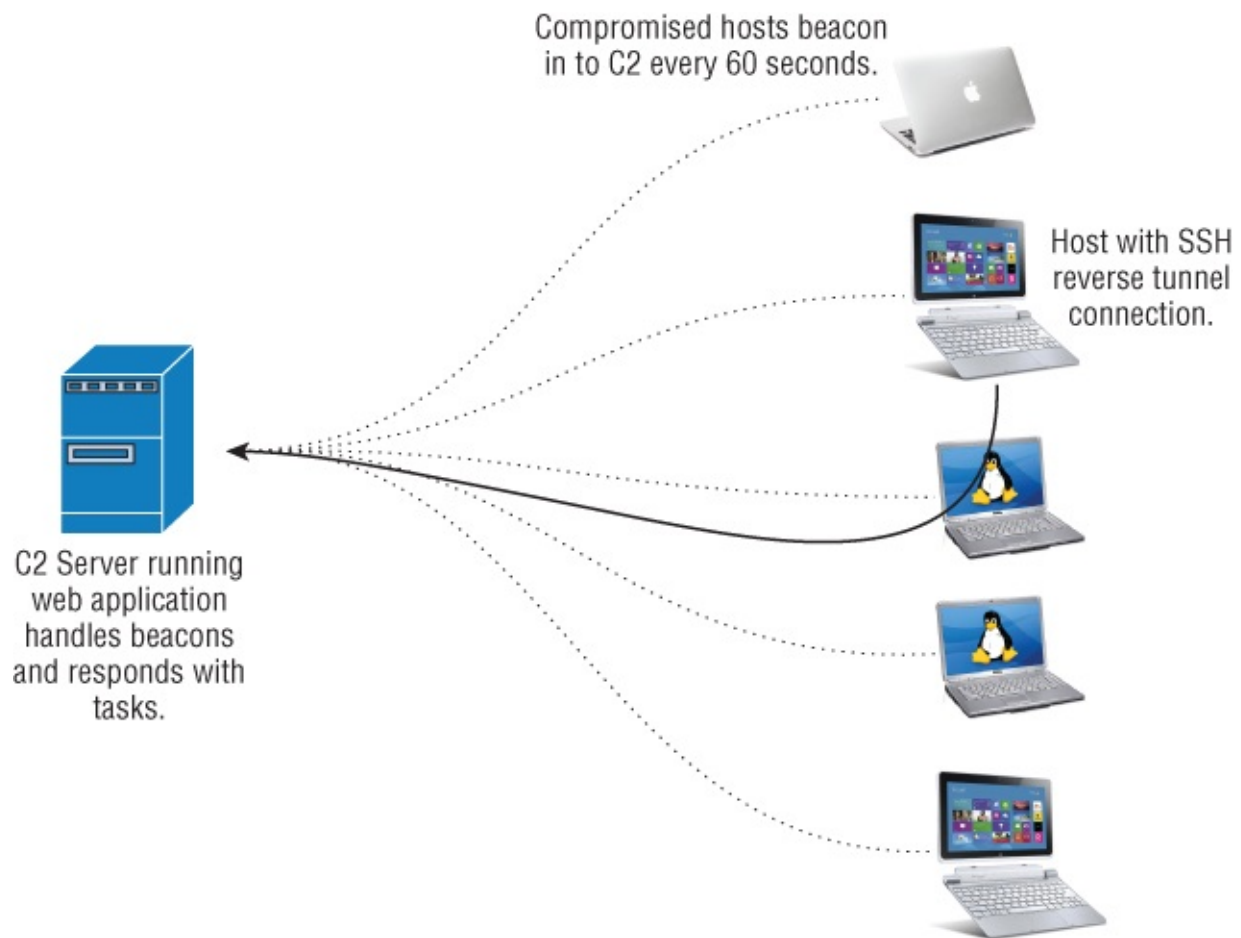 Compromised hosts beacon
in to C2 every 60 seconds.
Host with SSH
reverse tunnel
connection.
C2 Server running
web application
handles beacons
and responds with
tasks.